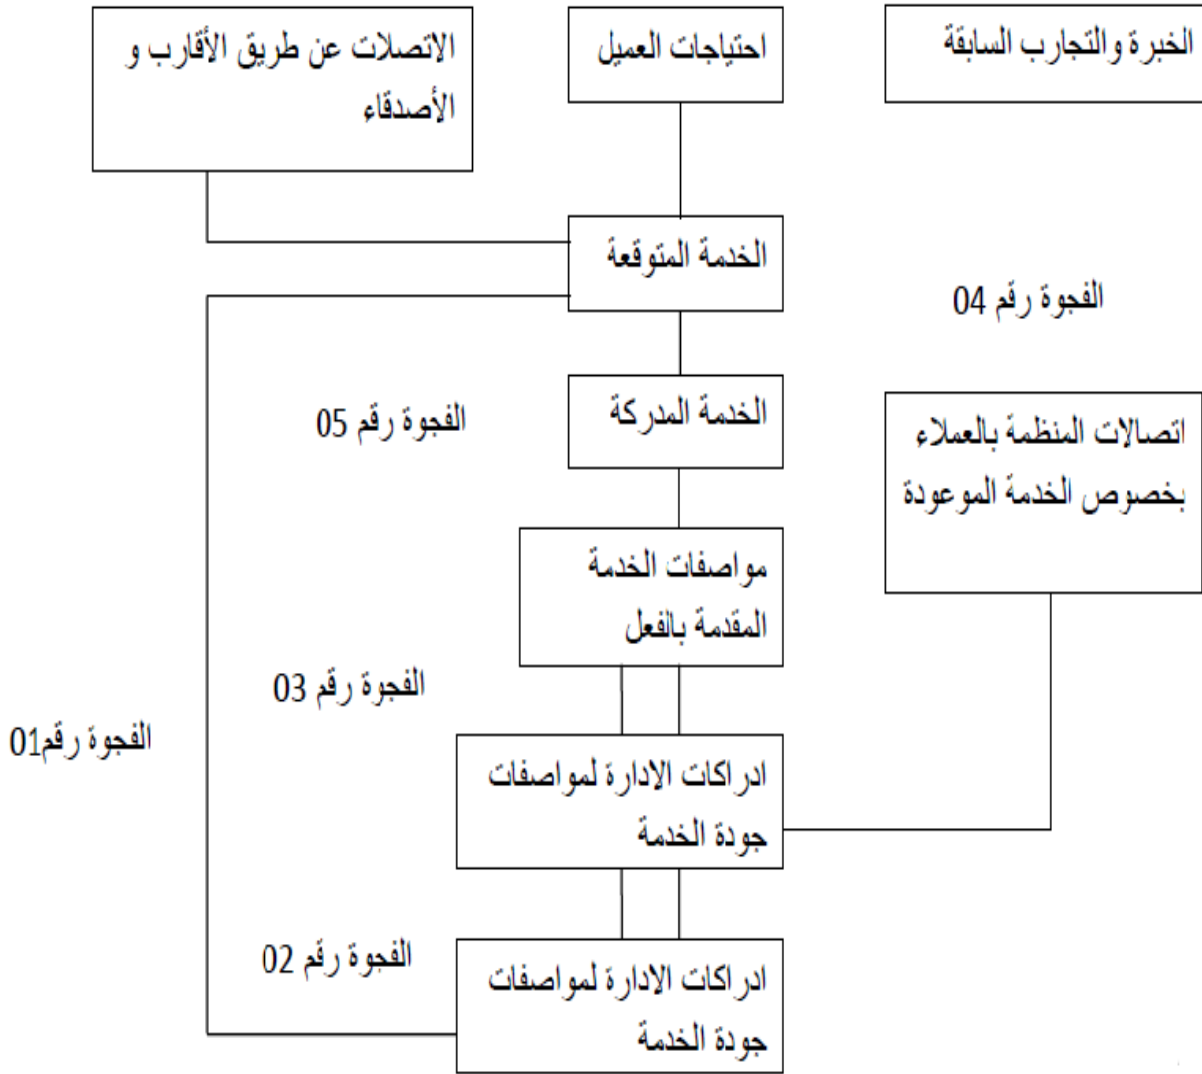 الخبرة والتجارب السابقة
احتياجات العميل
الاتصلات عن طريق الأقارب و
الأصدقاء
الخدمة المتوقعة
الفجوة رقم 04
الخدمة المدركة
الفجوة رقم 05
اتصالات المنظمة بالعملاء
بخصوص الخدمة الموعودة
مواصفات الخدمة
المقدمة بالفعل
الفجوة رقم 03
الفجوة رقم01
ادراكات الادارة لمواصفات
جودة الخدمة
الفجوة رقم 02
ادراكات الادارة لمواصفات
جودة الخدمة